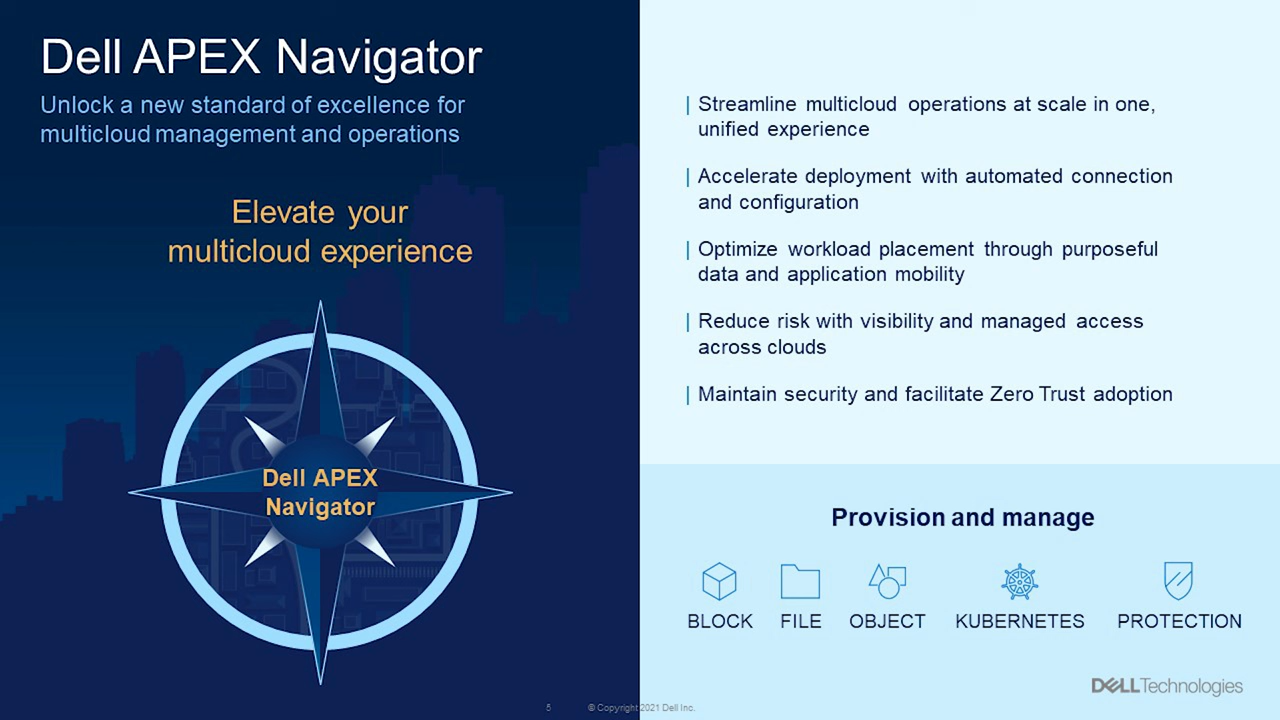 Dell APEX Navigator
Unlock a new standard of excellence for
multicloud management and operations
Elevate your
multicloud experience
Dell APEX
Navigator
| Streamline multicloud operations at scale in one,
unified experience
| Accelerate deployment with automated connection
and configuration
| Optimize workload placement through purposeful
data and application mobility
| Reduce risk with visibility and managed access
across clouds
| Maintain security and facilitate Zero Trust adoption
Provision and manage
BLOCK FILE OBJECT KUBERNETES PROTECTION
DELLTechnologies
5 © Copyright 2021 Dell Inc.